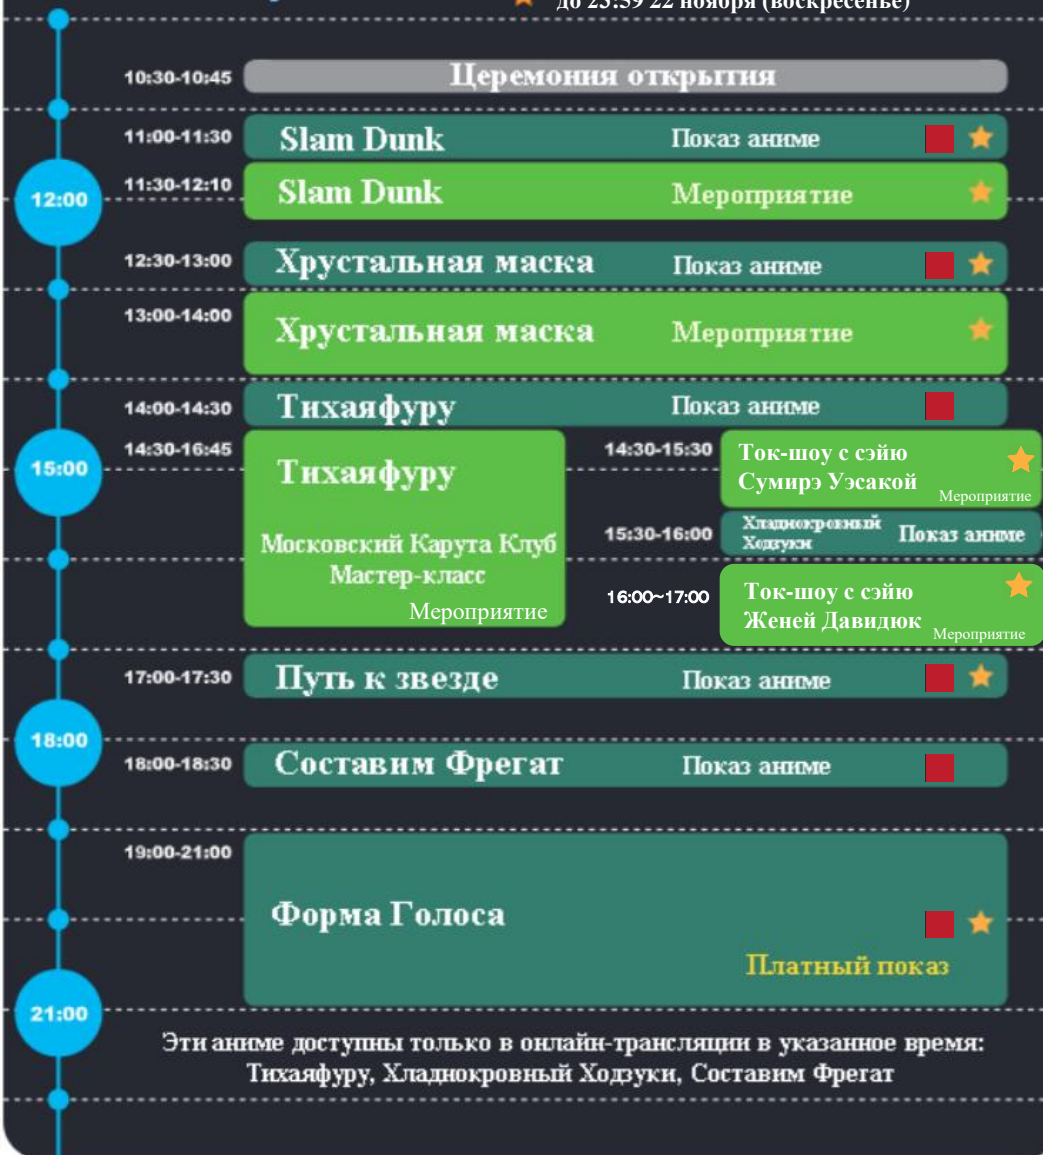 до 23:59 22 ноября (воскресенье)
10:30-10:45 Церемония открытия
11:00-11:30 Slam Dunk Показ аниме
11:30-12:10 Slam Dunk Мероприятие
12:00
12:30-13:00 Хрустальная маска Показ аниме
13:00-14:00 Хрустальная маска Мероприятие
14:00-14:30 Тихаяфуру Показ аниме
14:30-16:45 Тихаяфуру
Московский Карута Клуб
Мастер-класс
Мероприятие
15:00
14:30-15:30 Ток-шоу с сэйю
Сумирэ Уэсакой
Мероприятие
15:30-16:00 Хладнокровный
Ходзуки Показ аниме
16:00~17:00 Ток-шоу с сэйю
Женей Давидюк
Мероприятие
17:00-17:30 Путь к звезде Показ аниме
18:00
18:00-18:30 Составим Фрегат Показ аниме
19:00-21:00 Форма Голоса
Платный показ
21:00
Эти аниме доступны только в онлайн-трансляции в указанное время:
Тихаяфуру, Хладнокровный Ходзуки, Составим Фрегат